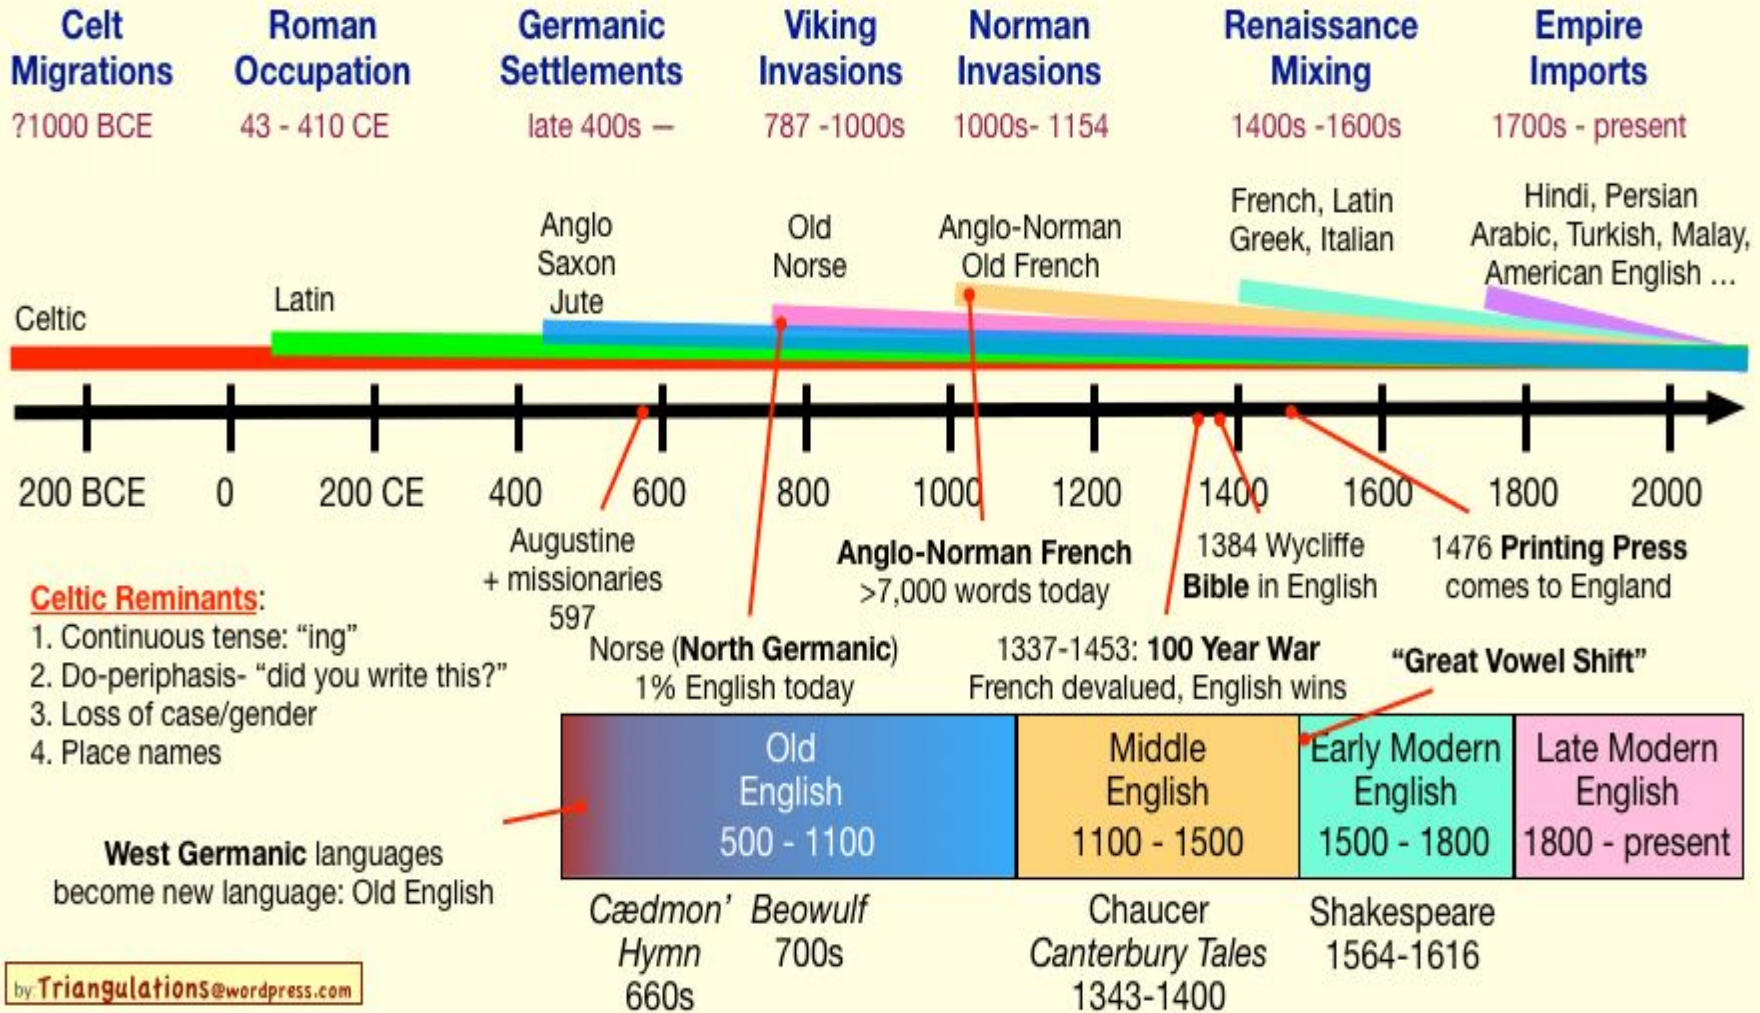 Celt
Migrations
?1000 BCE
Roman
Occupation
43 - 410 CE
Germanic
Settlements
late 400s —
Viking
Invasions
787 -1000s
Norman
Invasions
1000s- 1154
Renaissance
Mixing
1400s -1600s
Empire
Imports
1700s - present
Celtic
Latin
Anglo
Saxon
Jute
Old
Norse
Anglo-Norman
Old French
French, Latin
Greek, Italian
Hindi, Persian
Arabic, Turkish, Malay,
American English ...
200 BCE
0
200 CE
400
600
800
1000
1200
1400
1600
1800
2000
Augustine
+ missionaries
597
Anglo-Norman French
>7,000 words today
1384 Wycliffe
Bible in English
1476 Printing Press
comes to England
Celtic Reminants:
1. Continuous tense: “ing”
2. Do-periphasis- “did you write this?”
3. Loss of case/gender
4. Place names
Norse (North Germanic)
1% English today
1337-1453: 100 Year War
French devalued, English wins
“Great Vowel Shift”
Old
English
500 - 1100
Middle
English
1100 - 1500
Early Modern
English
1500 - 1800
Late Modern
English
1800 - present
West Germanic languages
become new language: Old English
Cædmon’
Hymn
660s
Beowulf
700s
Chaucer
Canterbury Tales
1343-1400
Shakespeare
1564-1616
by: Triangulations@wordpress.com